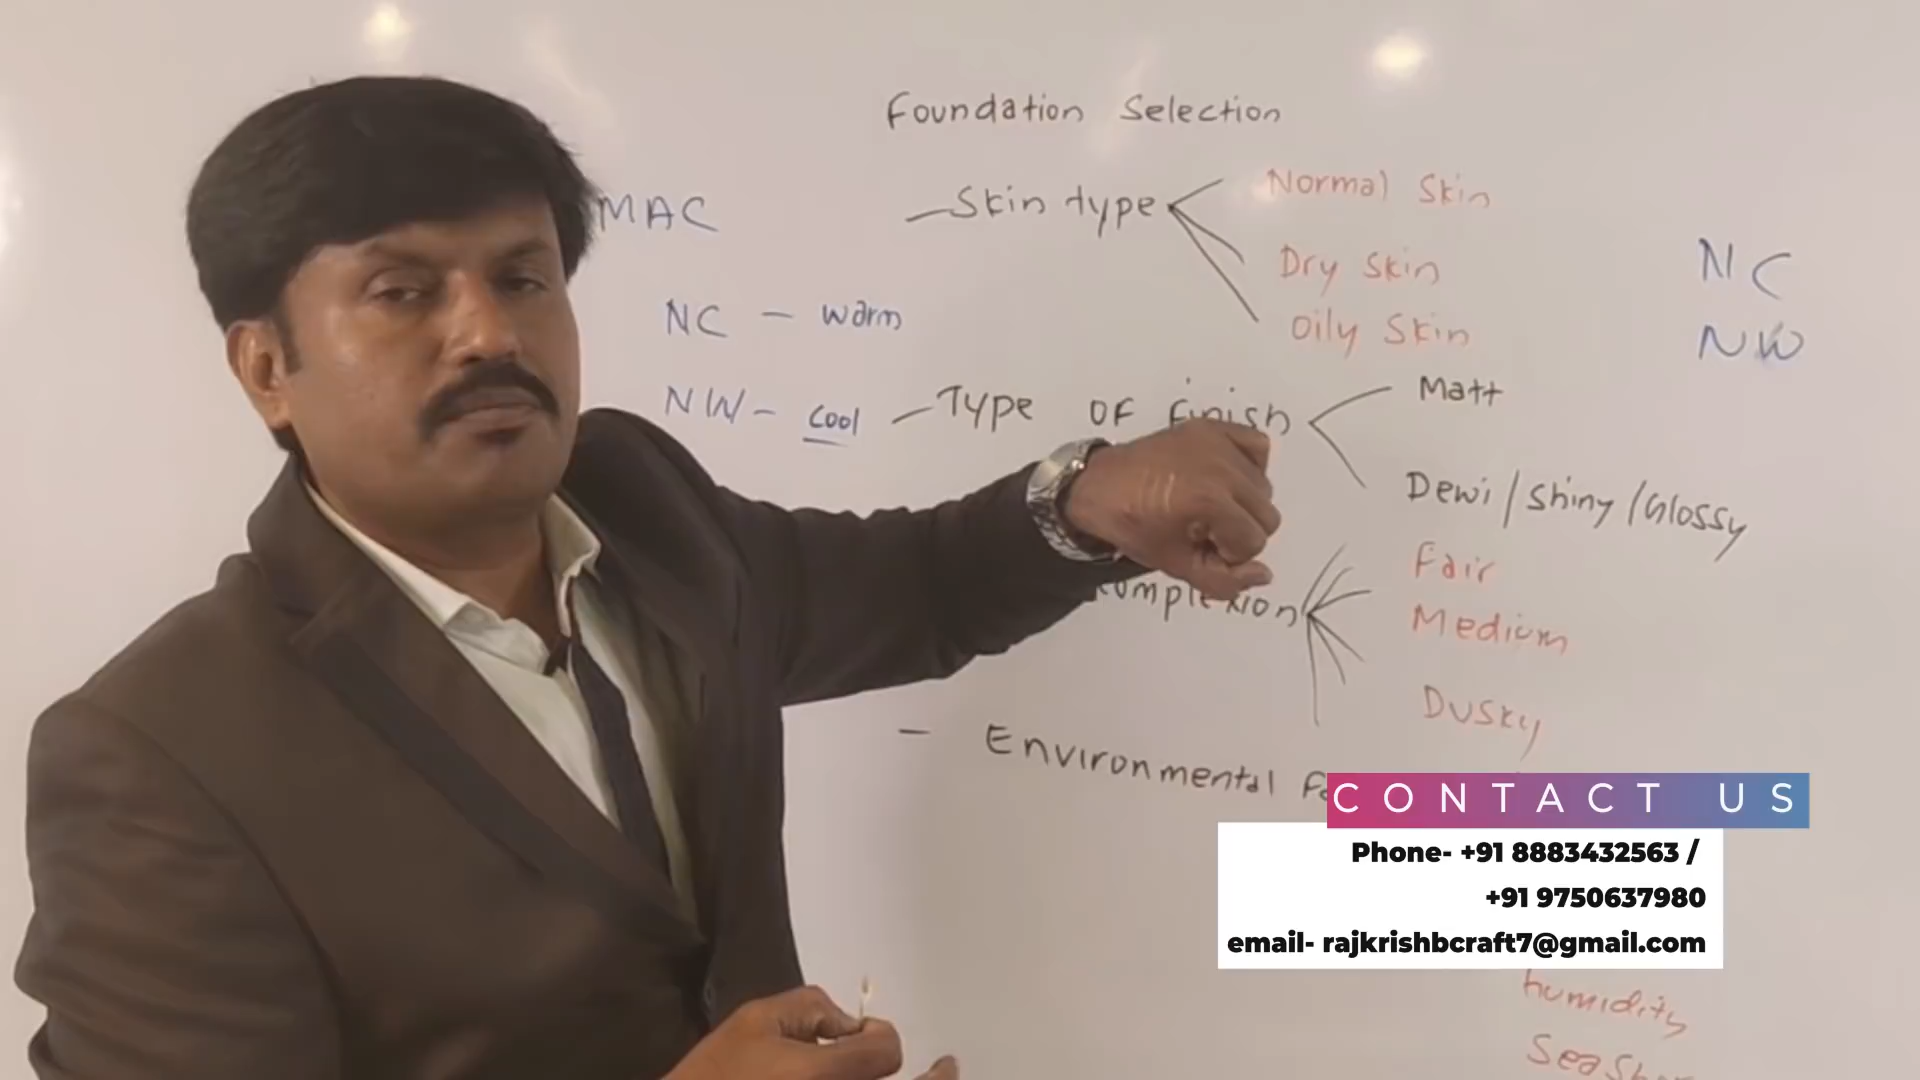 Foundation Selection
MAC
Skin type
Normal Skin
Dry Skin
Oily Skin
NC
NW
NC - warm
NW - cool
Type OF Finish
Matt
Dewi / Shiny / Glossy
complexion
Fair
Medium
Dusky
- Environmental
CONTACT US
Phone- +91 8883432563 /
+91 9750637980
email- rajkrishbcraft7@gmail.com
humidity